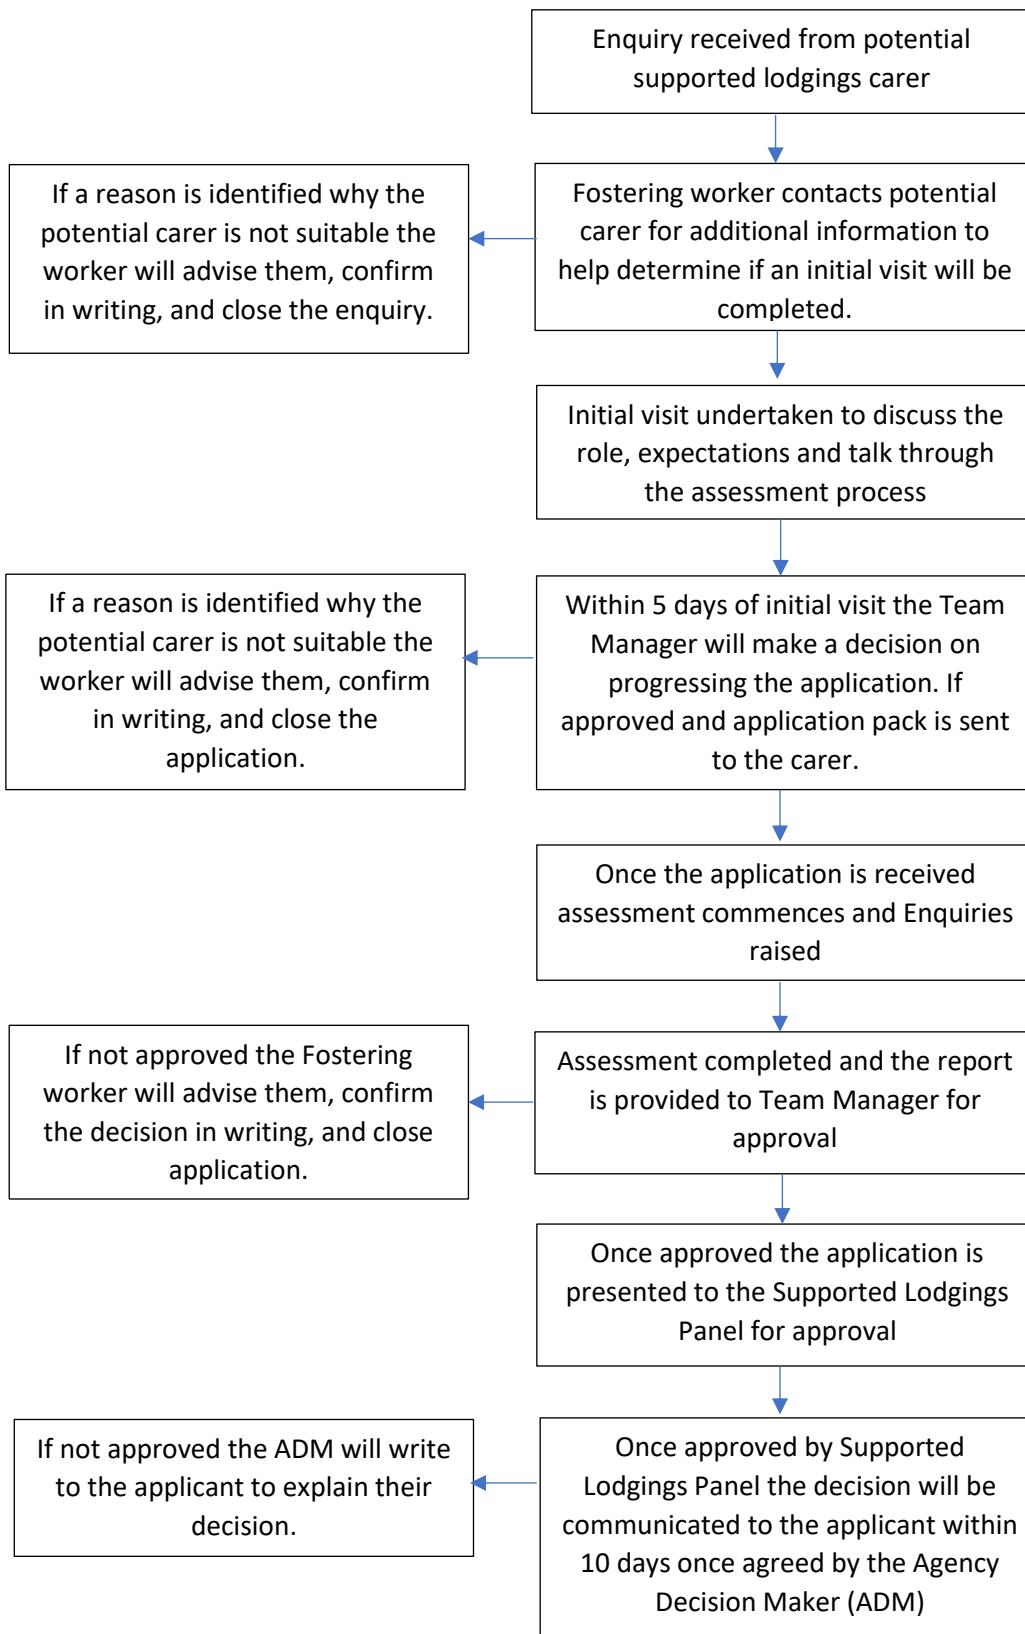 Enquiry received from potential
supported lodgings carer
If a reason is identified why the
potential carer is not suitable the
worker will advise them, confirm
in writing, and close the enquiry.
Fostering worker contacts potential
carer for additional information to
help determine if an initial visit will be
completed.
Initial visit undertaken to discuss the
role, expectations and talk through
the assessment process
If a reason is identified why the
potential carer is not suitable the
worker will advise them, confirm
in writing, and close the
application.
Within 5 days of initial visit the Team
Manager will make a decision on
progressing the application. If
approved and application pack is sent
to the carer.
Once the application is received
assessment commences and Enquiries
raised
If not approved the Fostering
worker will advise them, confirm
the decision in writing, and close
application.
Assessment completed and the report
is provided to Team Manager for
approval
Once approved the application is
presented to the Supported Lodgings
Panel for approval
If not approved the ADM will write
to the applicant to explain their
decision.
Once approved by Supported
Lodgings Panel the decision will be
communicated to the applicant within
10 days once agreed by the Agency
Decision Maker (ADM)